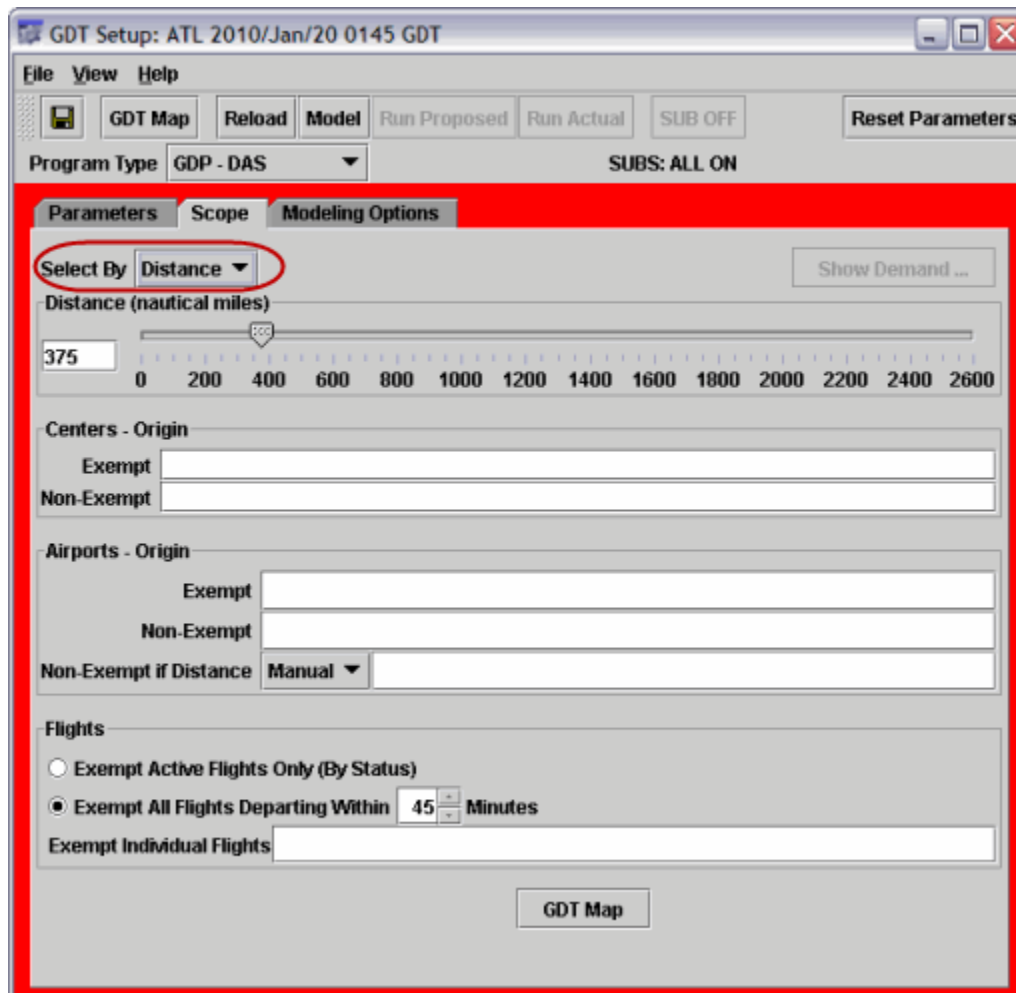 GDT Setup: ATL 2010/Jan/20 0145 GDT
File View Help
GDT Map Reload Model Run Proposed Run Actual SUB OFF Reset Parameters
Program Type GDP - DAS SUBS: ALL ON
Parameters Scope Modeling Options
Select By Distance Show Demand ...
Distance (nautical miles)
375
0 200 400 600 800 1000 1200 1400 1600 1800 2000 2200 2400 2600
Centers - Origin
Exempt
Non-Exempt
Airports - Origin
Exempt
Non-Exempt
Non-Exempt if Distance Manual
Flights
Exempt Active Flights Only (By Status)
Exempt All Flights Departing Within 45 Minutes
Exempt Individual Flights
GDT Map